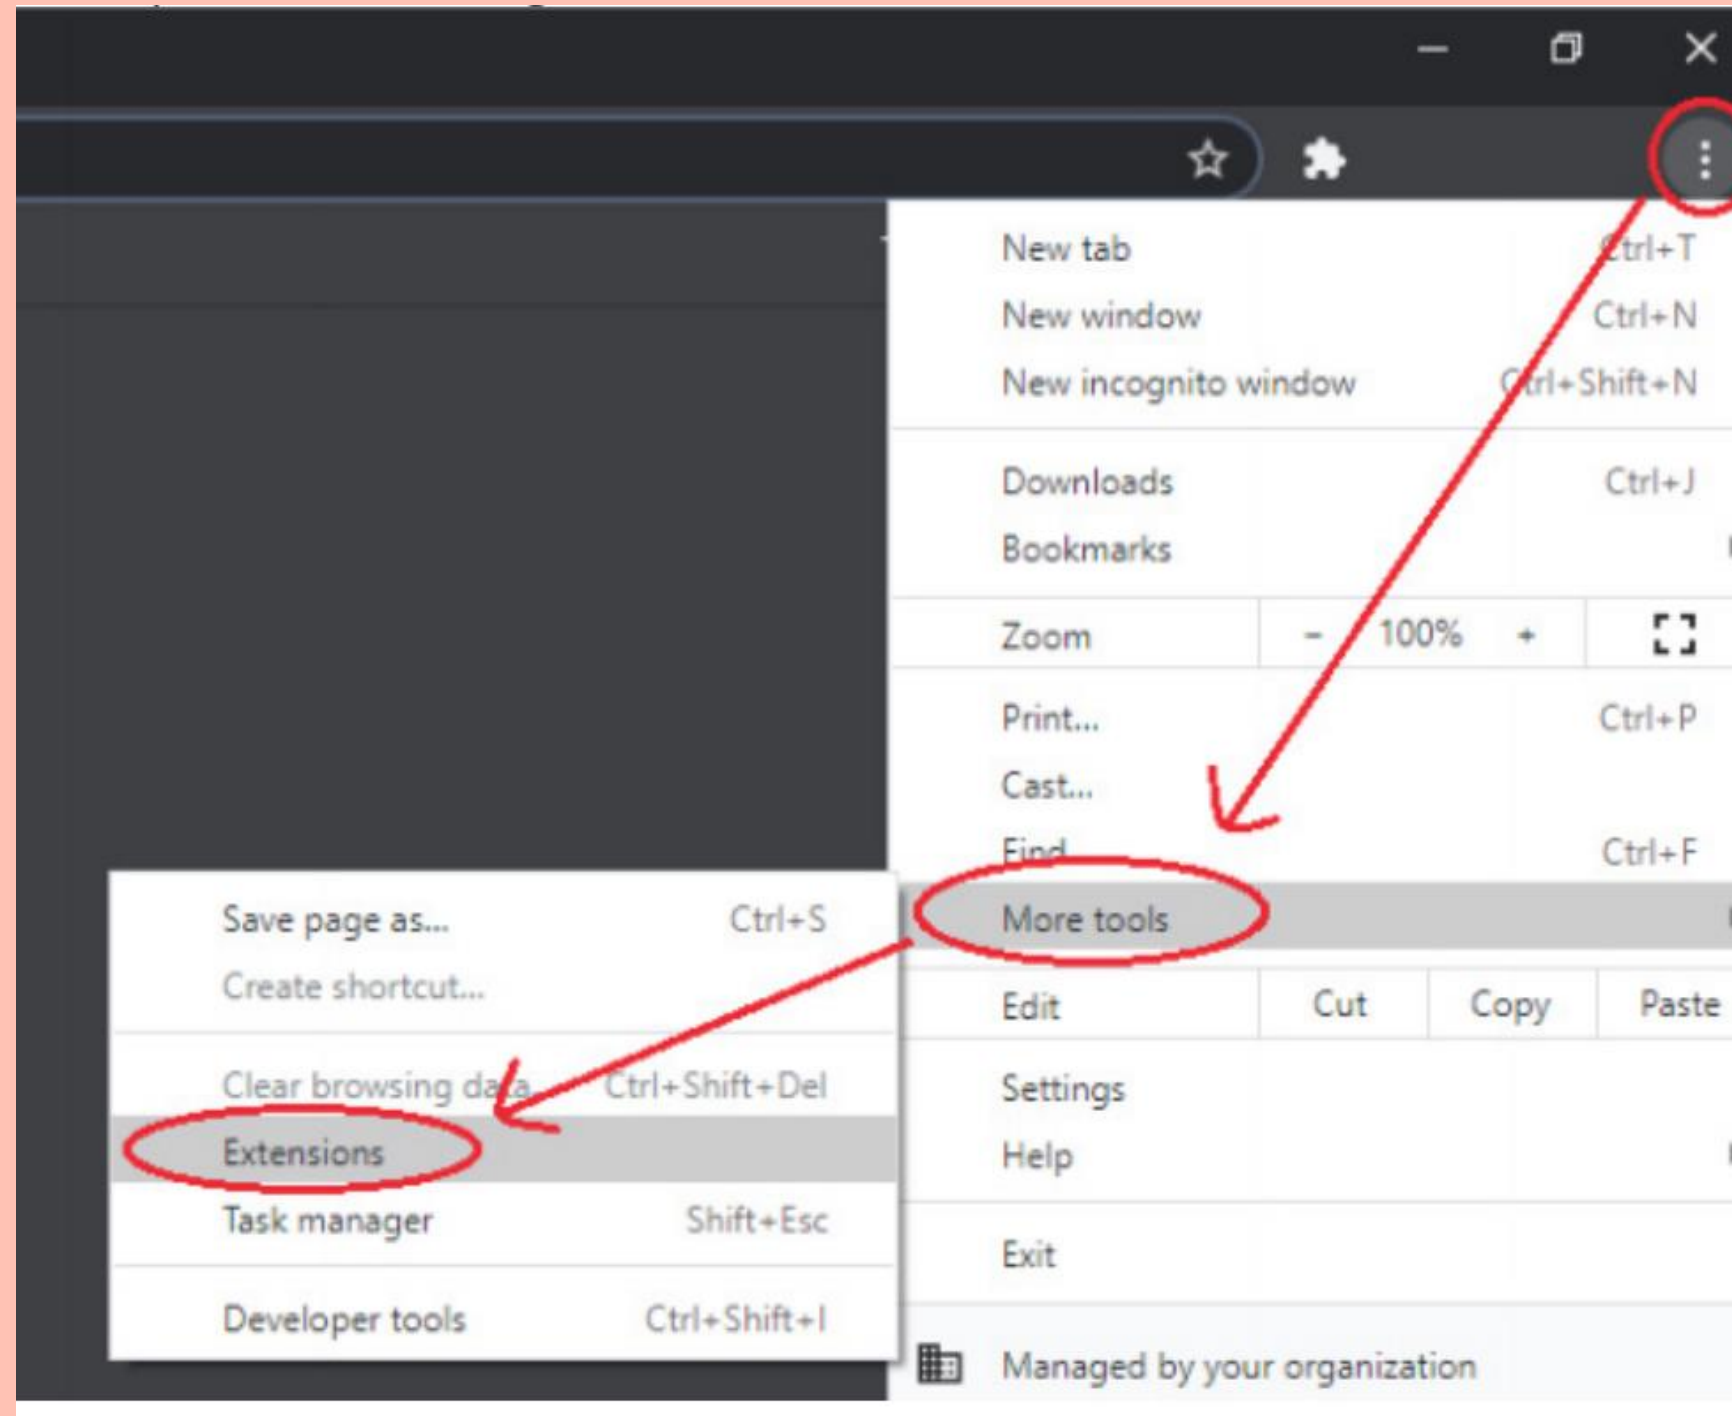 New tab Ctrl+T
New window Ctrl+N
New incognito window Ctrl+Shift+N
Downloads Ctrl+J
Bookmarks
Zoom - 100% +
Print... Ctrl+P
Cast... 
Find... Ctrl+F
More tools
Edit Cut Copy Paste
Settings
Help
Exit
Managed by your organization
Save page as... Ctrl+S
Create shortcut...
Clear browsing data... Ctrl+Shift+Del
Extensions
Task manager Shift+Esc
Developer tools Ctrl+Shift+I